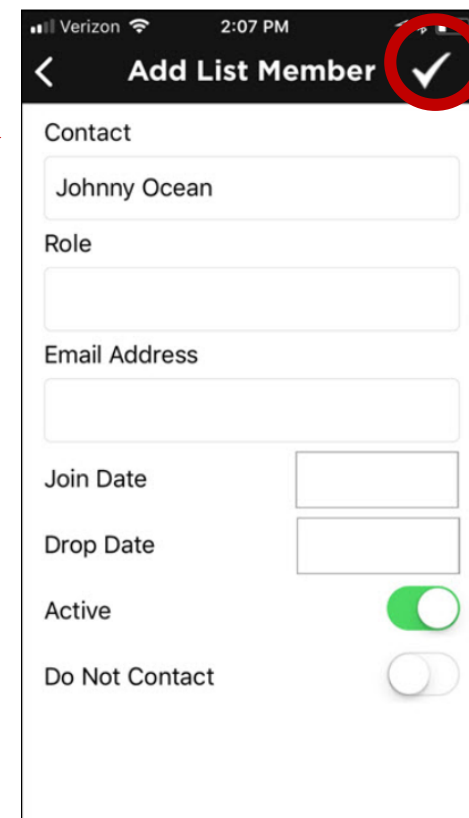 Verizon 2:07 PM
Add List Member
Contact
Johnny Ocean
Role
Email Address
Join Date
Drop Date
Active
Do Not Contact